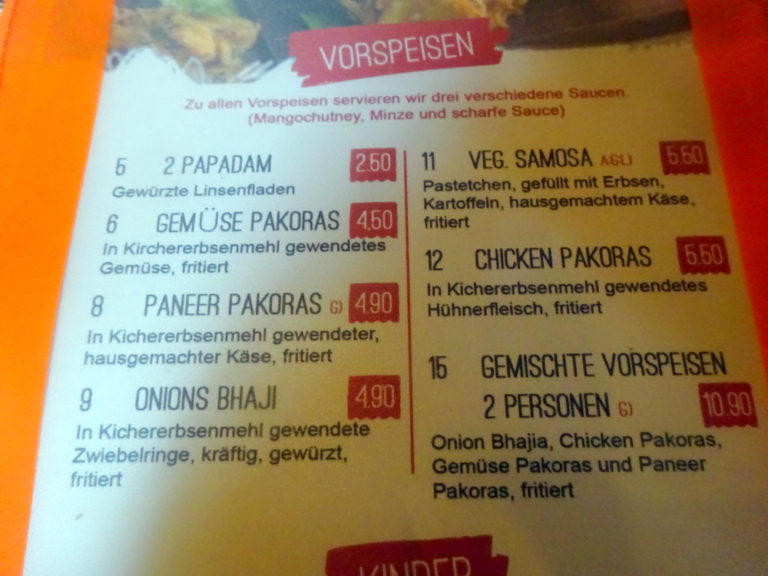 VORSPEISEN
Zu allen Vorspeisen servieren wir drei verschiedene Saucen.
(Mangochutney, Minze und scharfe Sauce)
5 2 PAPADAM 2.50
Gewürzte Linsenfladen
6 GEMÜSE PAKORAS 4.50
In Kirchererbsenmehl gewendetes
Gemüse, fritiert
8 PANEER PAKORAS G) 4.90
In Kichererbsenmehl gewendeter,
hausgemachter Käse, fritiert
9 ONIONS BHAJI 4.90
In Kichererbsenmehl gewendete
Zwiebelringe, kräftig, gewürzt,
fritiert
11 VEG. SAMOSA A,G,L) 5.50
Pastetchen, gefüllt mit Erbsen,
Kartoffeln, hausgemachtem Käse,
fritiert
12 CHICKEN PAKORAS 5.50
In Kichererbsenmehl gewendetes
Hühnerfleisch, fritiert
15 GEMISCHTE VORSPEISEN
2 PERSONEN G) 10.90
Onion Bhajia, Chicken Pakoras,
Gemüse Pakoras und Paneer
Pakoras, fritiert
KINDER